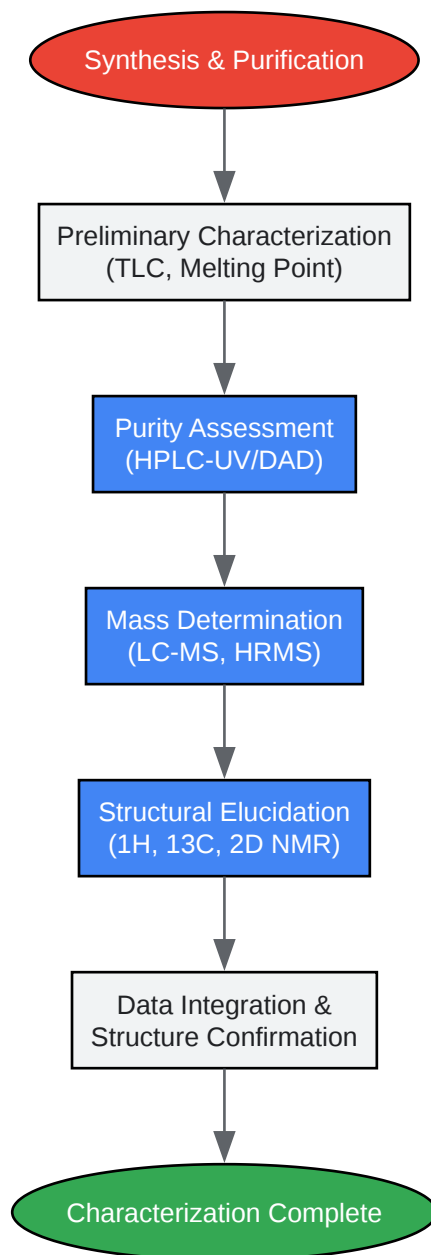 Synthesis & Purification
Preliminary Characterization
(TLC, Melting Point)
Purity Assessment
(HPLC-UV/DAD)
Mass Determination
(LC-MS, HRMS)
Structural Elucidation
(1H, 13C, 2D NMR)
Data Integration &
Structure Confirmation
Characterization Complete